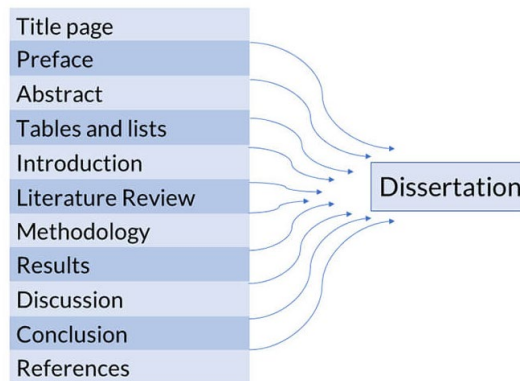 Title page
Preface
Abstract
Tables and lists
Introduction
Literature Review
Methodology
Results
Discussion
Conclusion
References
Dissertation